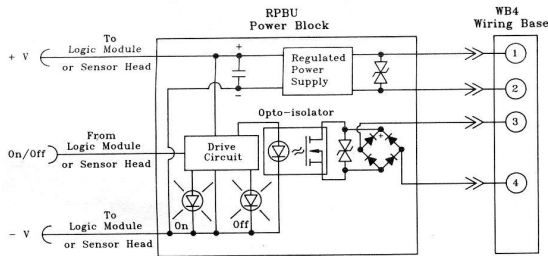 RPBU
Power Block
WB4
Wiring Base
+ V
To
Logic Module
or Sensor Head
+
−
Regulated
Power
Supply
1
2
Opto-isolator
3
On/Off
From
Logic Module
or Sensor Head
Drive
Circuit
+
4
On
Off
− V
To
Logic Module
or Sensor Head